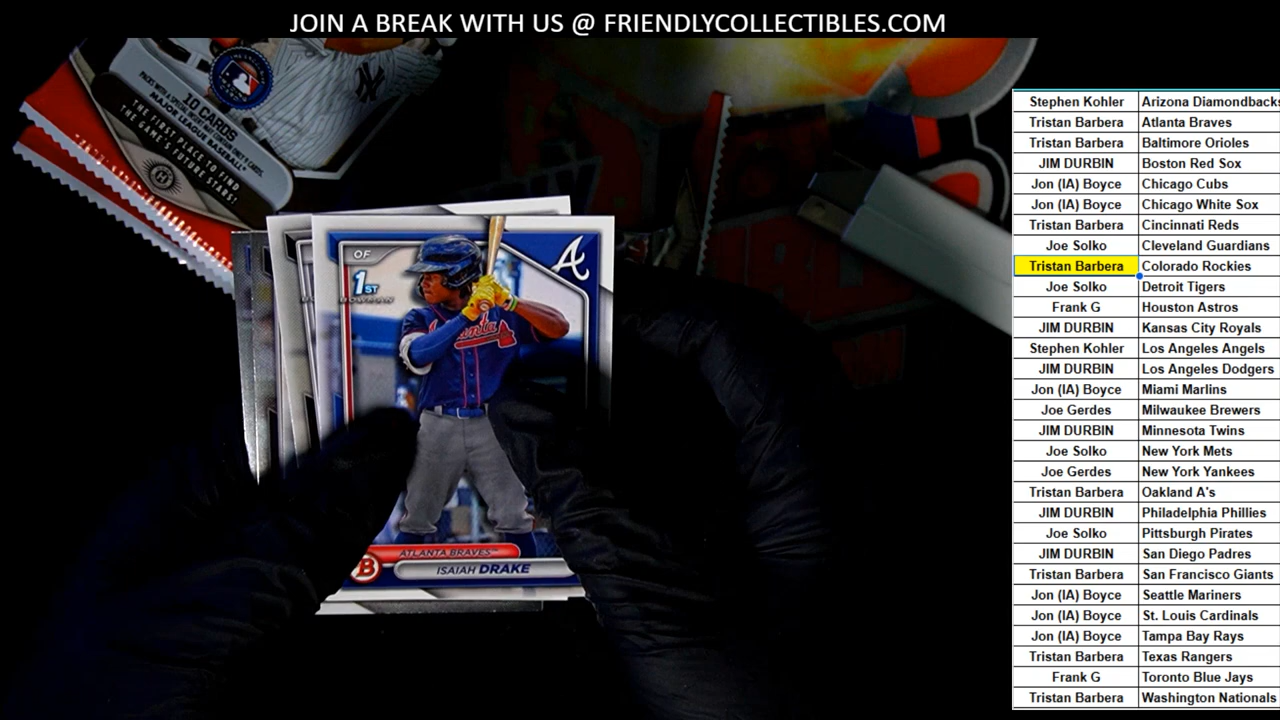 JOIN A BREAK WITH US @ FRIENDLYCOLLECTIBLES.COM
10 CARDS
MAJOR LEAGUE BASEBALL
THE FIRST PLACE TO FIND
THE GAME'S FUTURE STARS!
OF
1ST
BOWMAN
A
Atlanta
B
ATLANTA BRAVES
ISAIAH DRAKE
Stephen Kohler Arizona Diamondback
Tristan Barbera Atlanta Braves
Tristan Barbera Baltimore Orioles
JIM DURBIN Boston Red Sox
Jon (IA) Boyce Chicago Cubs
Jon (IA) Boyce Chicago White Sox
Tristan Barbera Cincinnati Reds
Joe Solko Cleveland Guardians
Tristan Barbera Colorado Rockies
Joe Solko Detroit Tigers
Frank G Houston Astros
JIM DURBIN Kansas City Royals
Stephen Kohler Los Angeles Angels
JIM DURBIN Los Angeles Dodgers
Jon (IA) Boyce Miami Marlins
Joe Gerdes Milwaukee Brewers
JIM DURBIN Minnesota Twins
Joe Solko New York Mets
Joe Gerdes New York Yankees
Tristan Barbera Oakland A's
JIM DURBIN Philadelphia Phillies
Joe Solko Pittsburgh Pirates
JIM DURBIN San Diego Padres
Tristan Barbera San Francisco Giants
Jon (IA) Boyce Seattle Mariners
Jon (IA) Boyce St. Louis Cardinals
Jon (IA) Boyce Tampa Bay Rays
Tristan Barbera Texas Rangers
Frank G Toronto Blue Jays
Tristan Barbera Washington Nationals